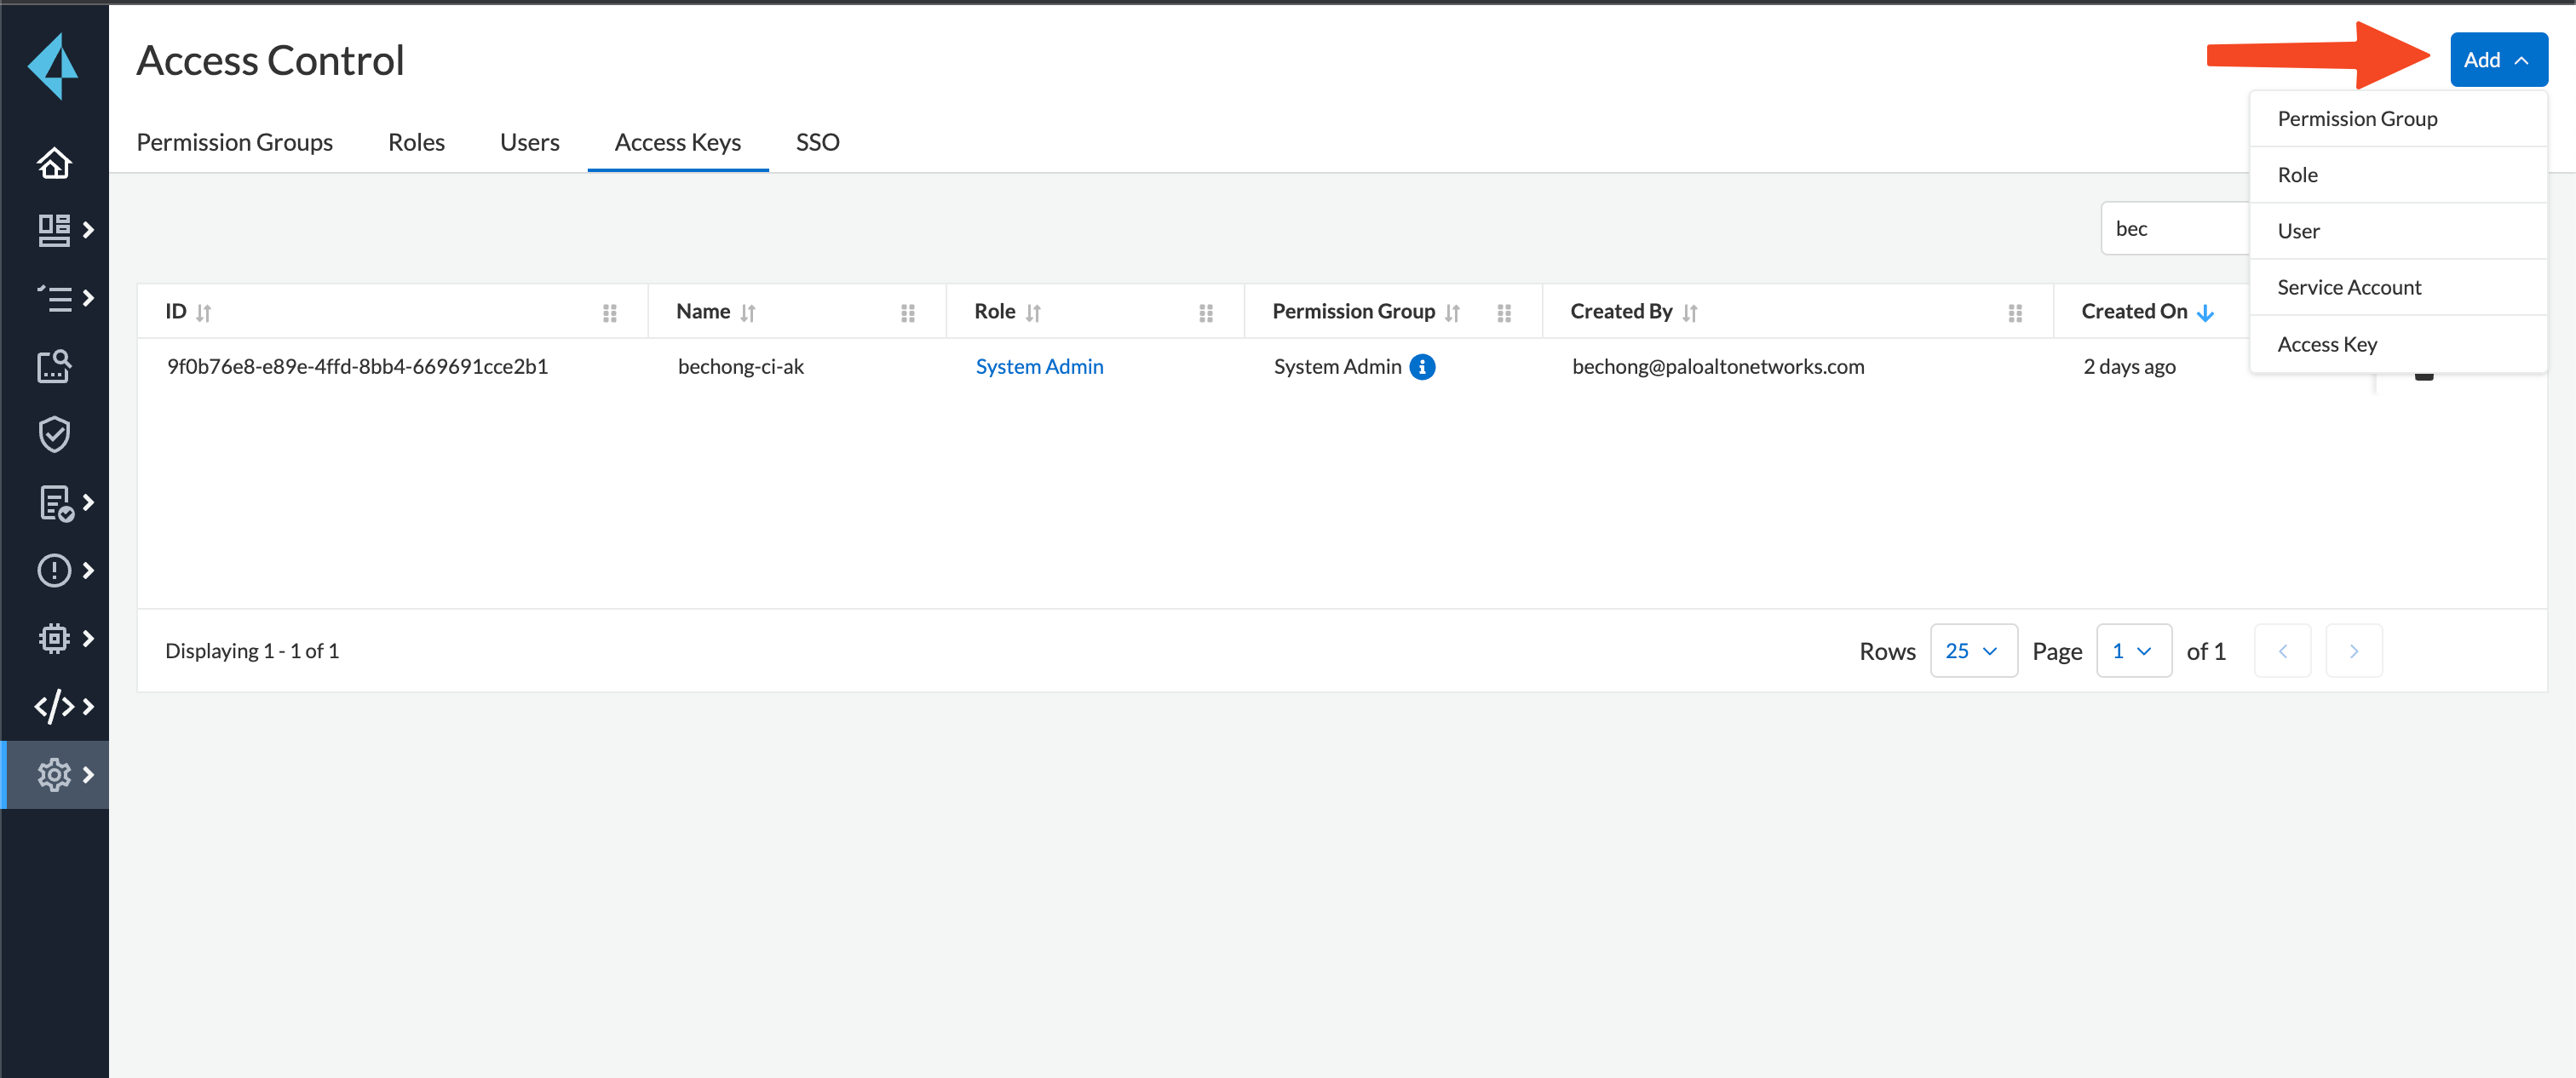 Access Control
Add
Permission Groups Roles Users Access Keys SSO
Permission Group
Role
User
Service Account
Access Key
bec
ID Name Role Permission Group Created By Created On
9f0b76e8-e89e-4ffd-8bb4-669691cce2b1 bechong-ci-ak System Admin System Admin bechong@paloaltonetworks.com 2 days ago
Displaying 1 - 1 of 1 Rows 25 Page 1 of 1